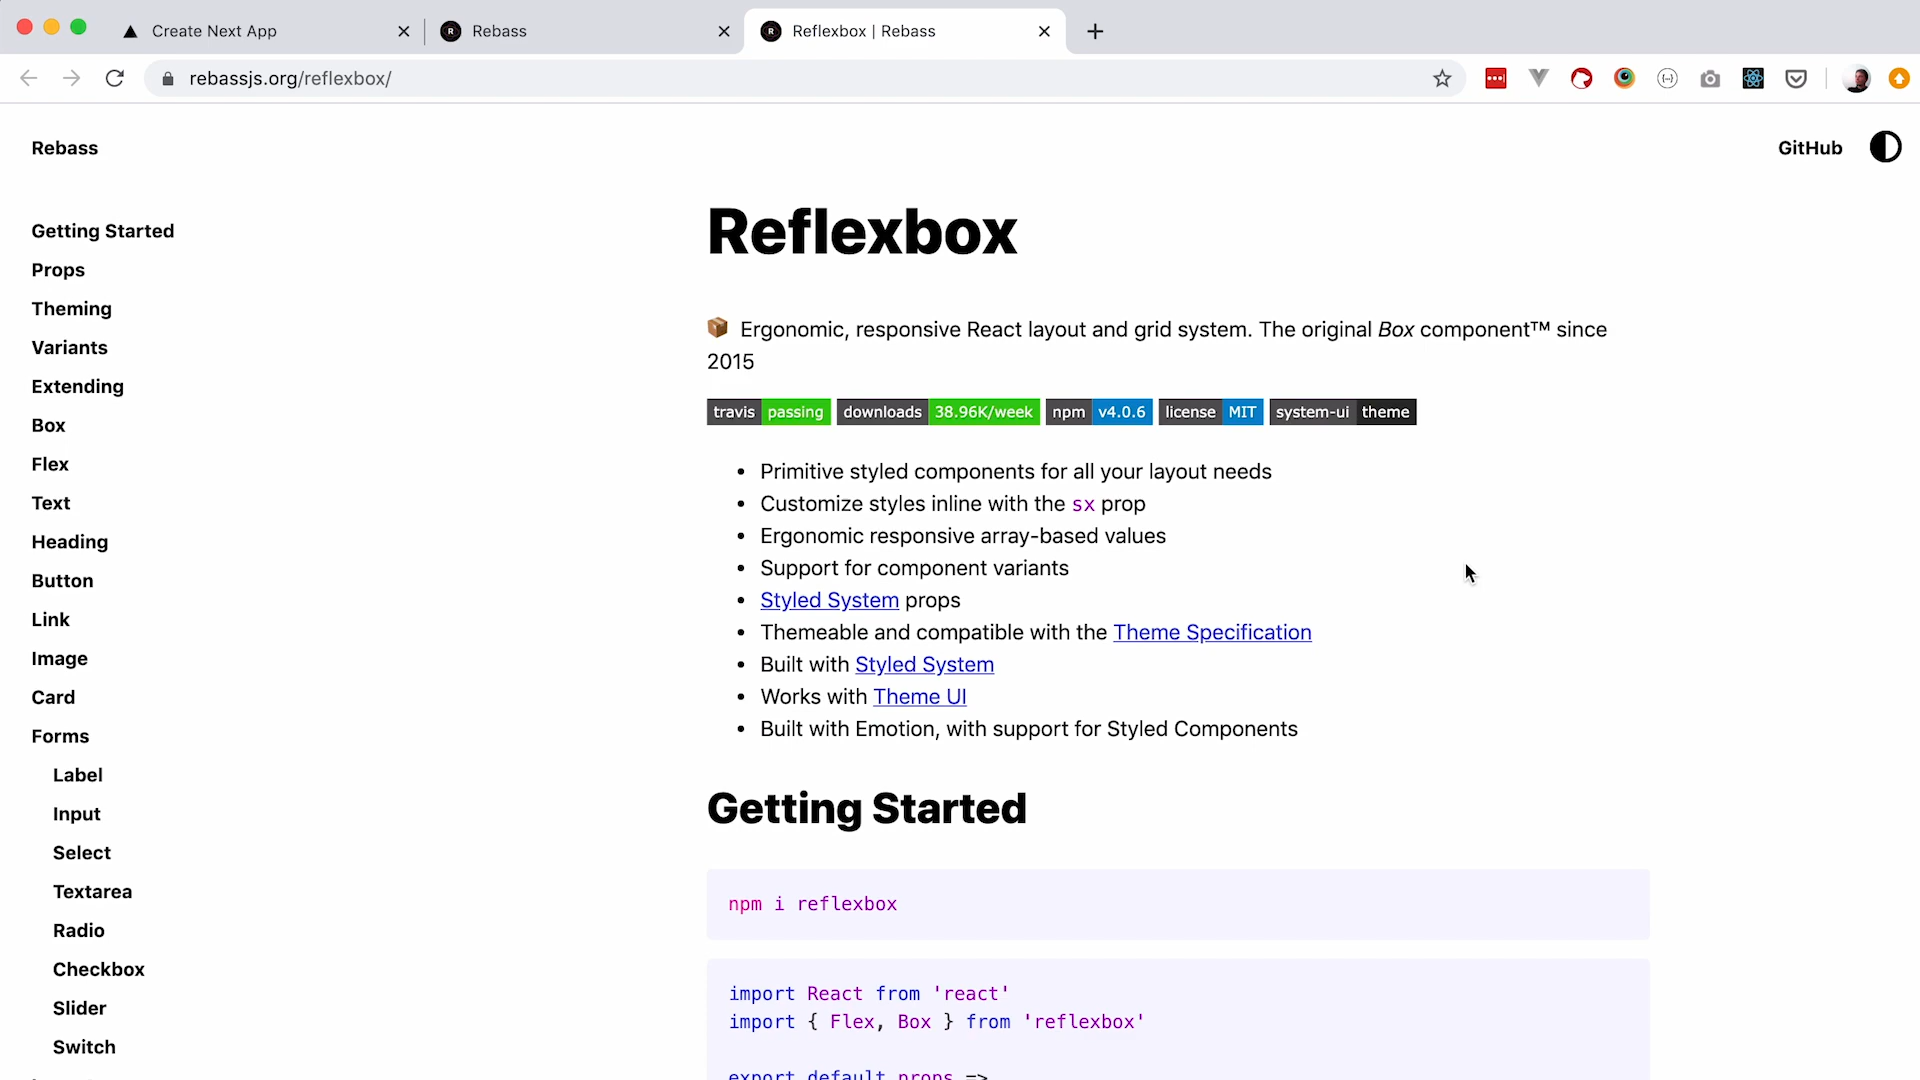 Create Next App
Rebass
Reflexbox | Rebass
rebassjs.org/reflexbox/
Rebass
GitHub
Getting Started
Props
Theming
Variants
Extending
Box
Flex
Text
Heading
Button
Link
Image
Card
Forms
Label
Input
Select
Textarea
Radio
Checkbox
Slider
Switch
Reflexbox
📦 Ergonomic, responsive React layout and grid system. The original Box component™ since
2015
travis passing downloads 38.96K/week npm v4.0.6 license MIT system-ui theme
• Primitive styled components for all your layout needs
• Customize styles inline with the sx prop
• Ergonomic responsive array-based values
• Support for component variants
• Styled System props
• Themeable and compatible with the Theme Specification
• Built with Styled System
• Works with Theme UI
• Built with Emotion, with support for Styled Components
Getting Started
npm i reflexbox
import React from 'react'
import { Flex, Box } from 'reflexbox'
export default props =>